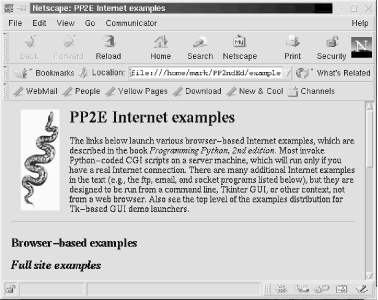 Netscape: PP2E Internet examples
File Edit View Go Communicator Help
Back Forward Reload Home Search Netscape Print Security
Bookmarks Location: file:///home/mark/PP2ndEd/example What's Related
WebMail People Yellow Pages Download New & Cool Channels
PP2E Internet examples
The links below launch various browser-based Internet examples, which are
described in the book Programming Python, 2nd edition. Most invoke
Python-coded CGI scripts on a server machine, which will run only if you
have a real Internet connection. There are many additional Internet examples
in the text (e.g., the ftp, email, and socket programs listed below), but they are
designed to be run from a command line, Tkinter GUI, or other context, not
from a web browser. Also see the top level of the examples distribution for
Tk-based GUI demo launchers.
Browser-based examples
Full site examples